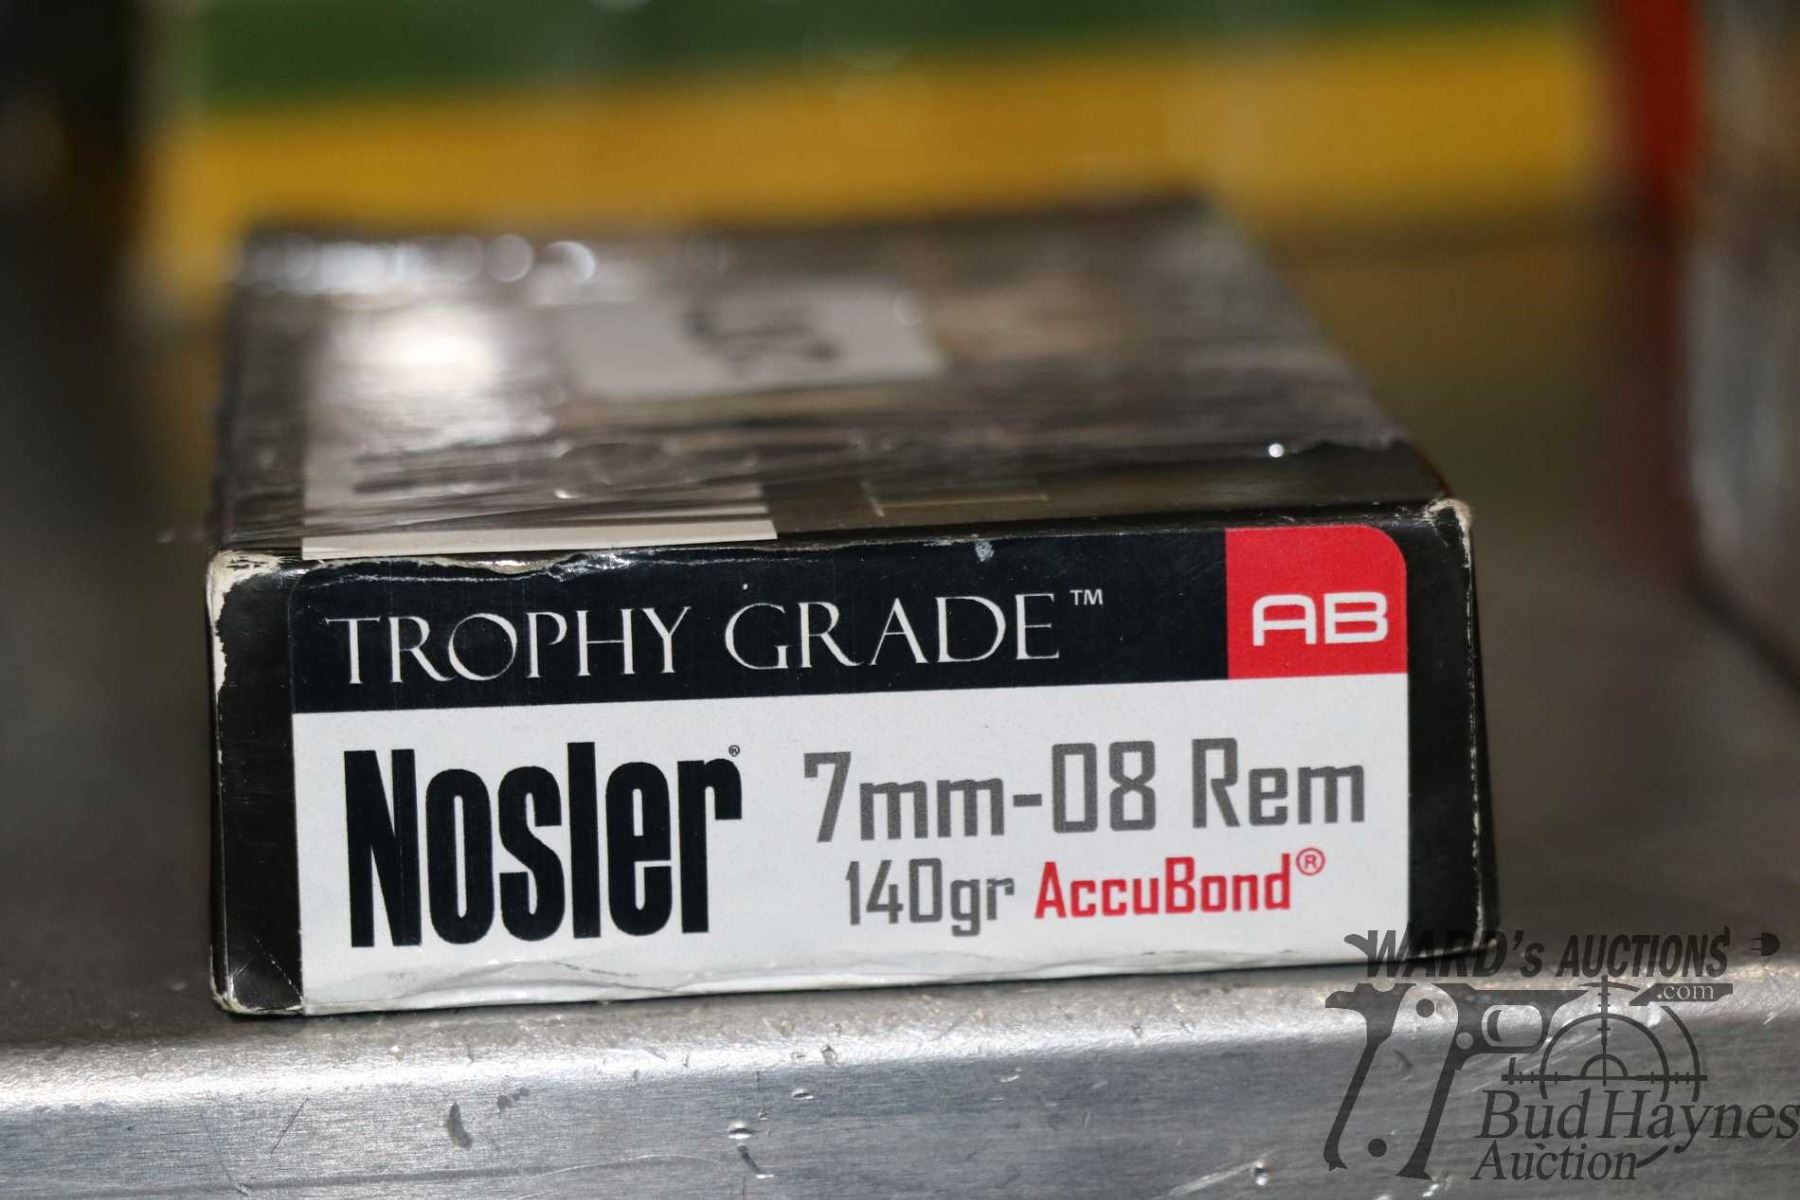 TROPHY GRADE™
AB
Nosler®
7mm-08 Rem
140gr AccuBond®
WARD's AUCTIONS
.com
Bud Haynes
Auction